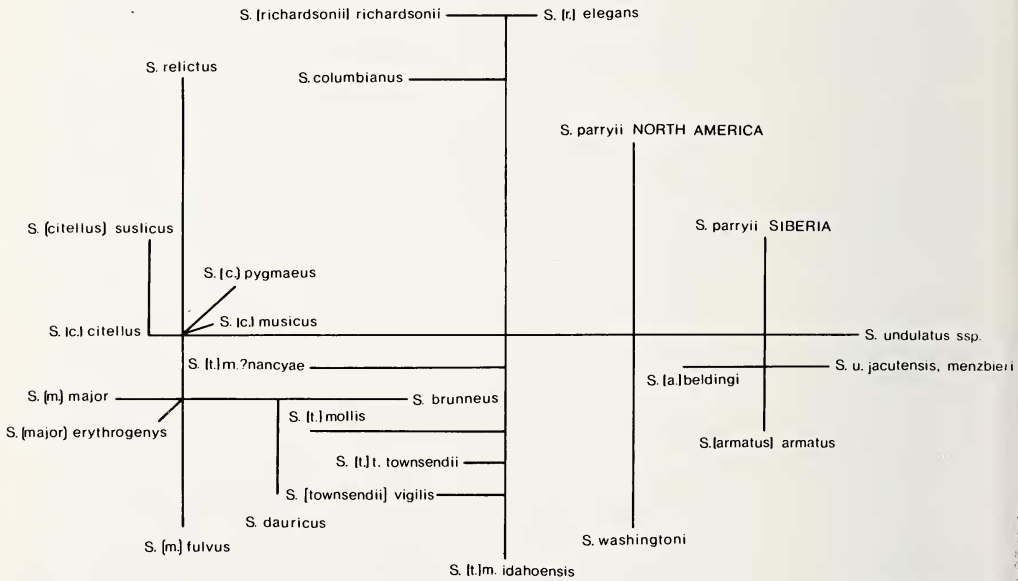 S. [richardsonii] richardsonii
S. [r.] elegans
S. relictus
S. columbianus
S. parryii NORTH AMERICA
S. [citellus] suslicus
S. parryii SIBERIA
S. [c.] pygmaeus
S. [c.] musicus
S. [c.] citellus
S. undulatus ssp.
S. [t.] m. ?nancyae
S. [a.] beldingi
S. u. jacutensis, menzbieri
S. [m.] major
S. brunneus
S. [t.] mollis
S. [major] erythrogenys
S. [armatus] armatus
S. [t.] t. townsendii
S. [townsendii] vigilis
S. dauricus
S. [m.] fulvus
S. washingtoni
S. [t.] m. idahoensis